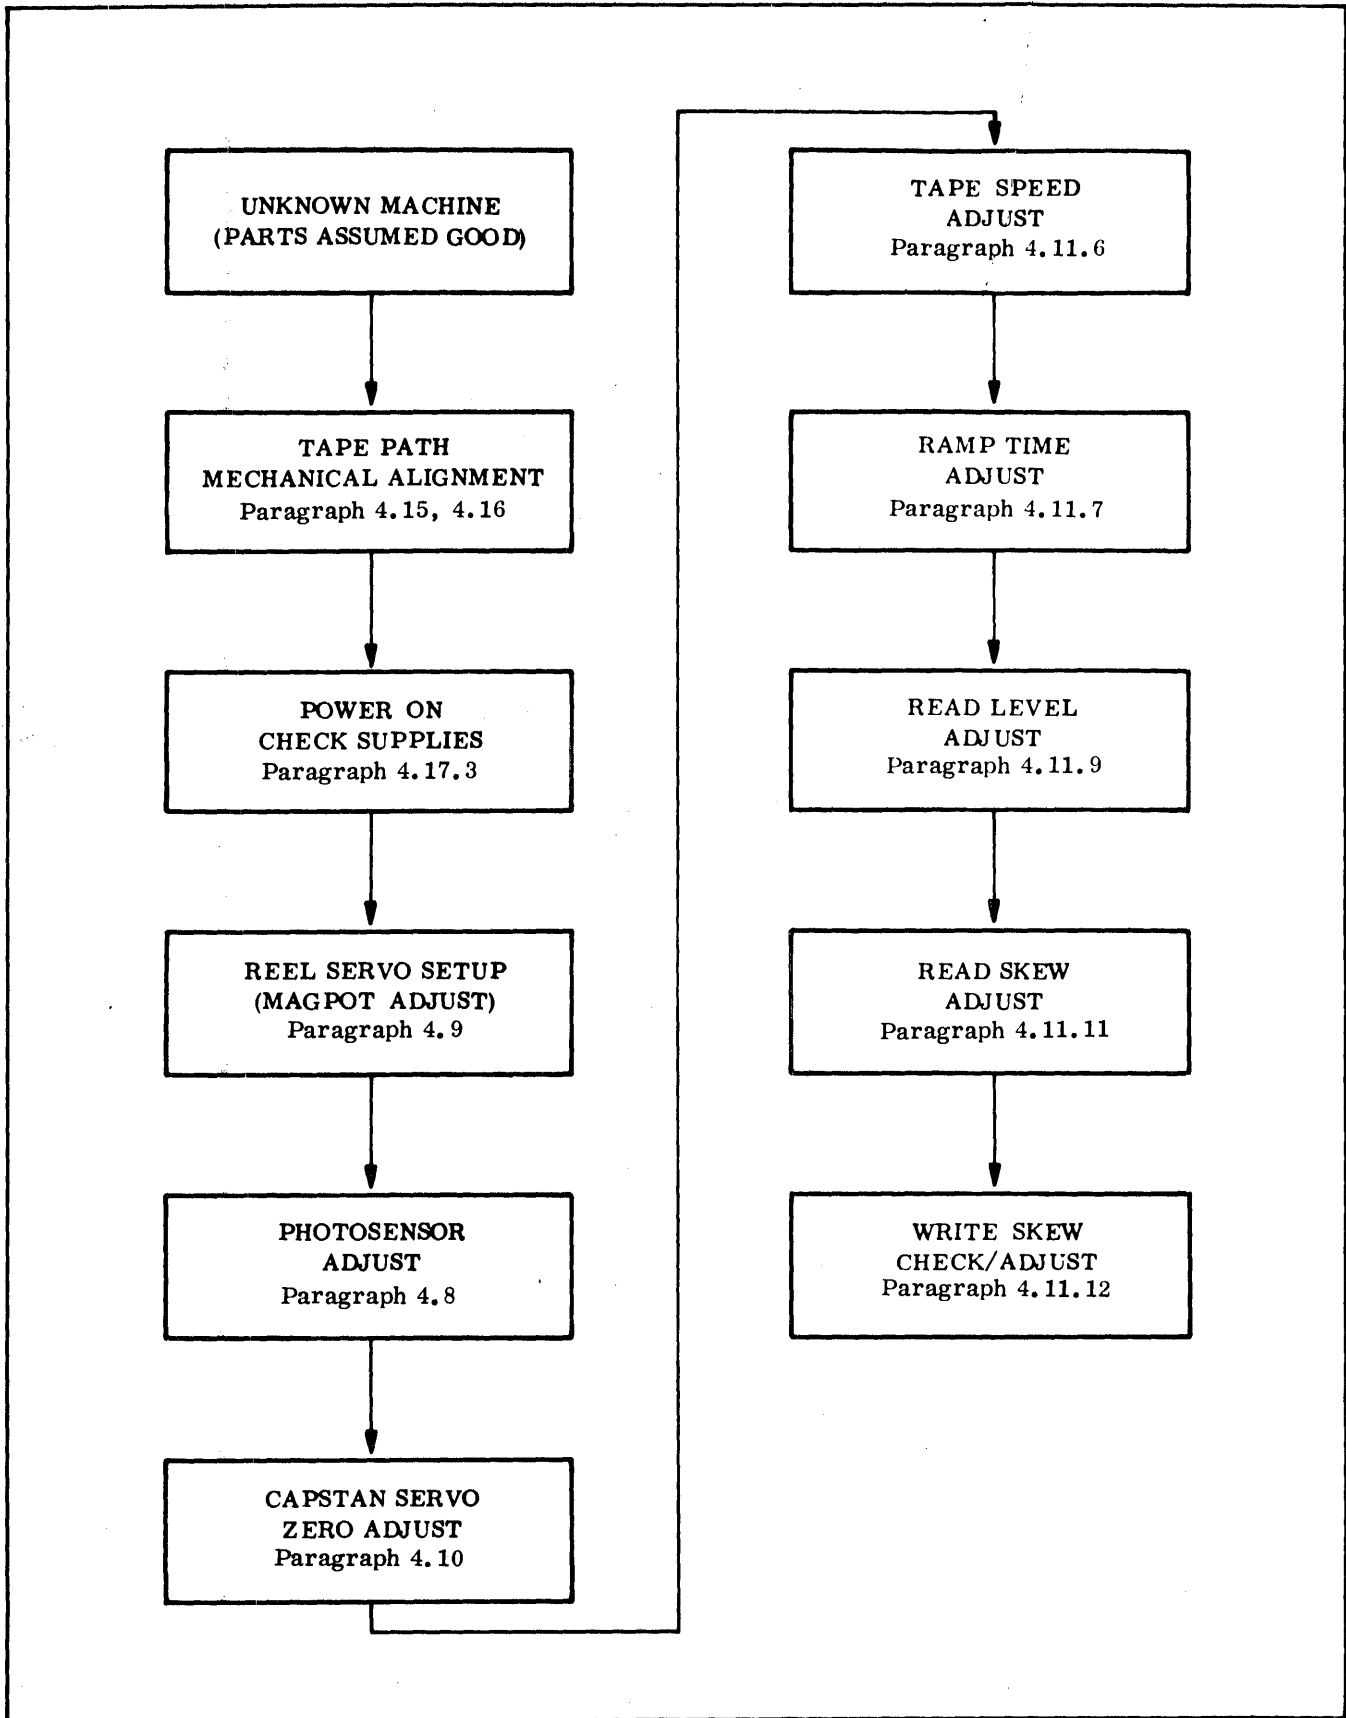 UNKNOWN MACHINE
(PARTS ASSUMED GOOD)
TAPE PATH
MECHANICAL ALIGNMENT
Paragraph 4.15, 4.16
POWER ON
CHECK SUPPLIES
Paragraph 4.17.3
REEL SERVO SETUP
(MAGPOT ADJUST)
Paragraph 4.9
PHOTOSENSOR
ADJUST
Paragraph 4.8
CAPSTAN SERVO
ZERO ADJUST
Paragraph 4.10
TAPE SPEED
ADJUST
Paragraph 4.11.6
RAMP TIME
ADJUST
Paragraph 4.11.7
READ LEVEL
ADJUST
Paragraph 4.11.9
READ SKEW
ADJUST
Paragraph 4.11.11
WRITE SKEW
CHECK/ADJUST
Paragraph 4.11.12